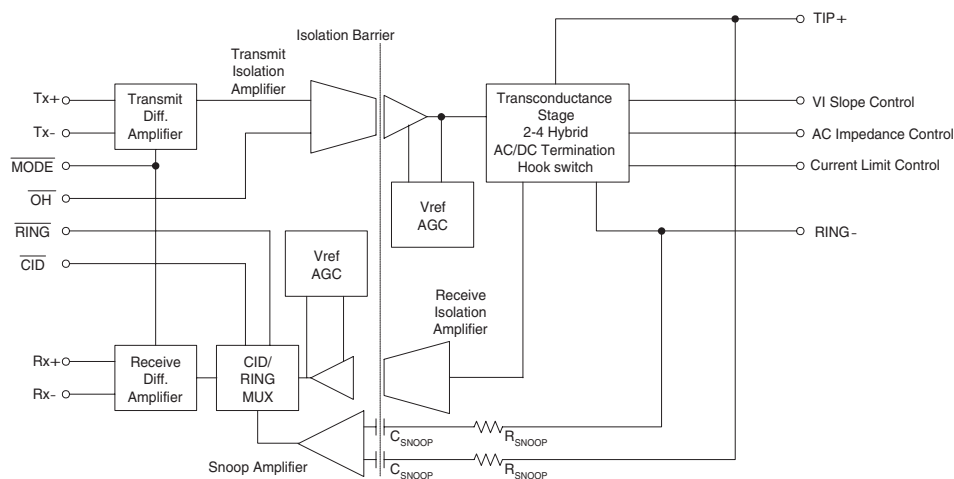 Isolation Barrier
Transmit
Isolation
Amplifier
TIP+
Tx+
Tx-
Transmit
Diff.
Amplifier
Transconductance
Stage
2-4 Hybrid
AC/DC Termination
Hook switch
VI Slope Control
AC Impedance Control
Current Limit Control
MODE
OH
Vref
AGC
RING
RING-
CID
Vref
AGC
Receive
Isolation
Amplifier
Rx+
Rx-
Receive
Diff.
Amplifier
CID/
RING
MUX
CSNOOP
RSNOOP
Snoop Amplifier
CSNOOP
RSNOOP